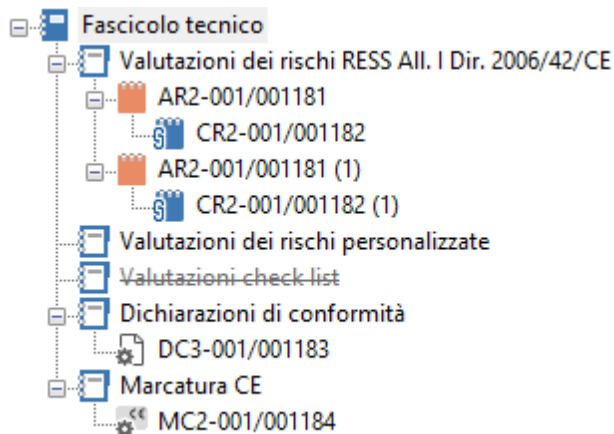 Fascicolo tecnico
Valutazioni dei rischi RESS All. I Dir. 2006/42/CE
AR2-001/001181
CR2-001/001182
AR2-001/001181 (1)
CR2-001/001182 (1)
Valutazioni dei rischi personalizzate
Valutazioni check list
Dichiarazioni di conformità
DC3-001/001183
Marcatura CE
MC2-001/001184